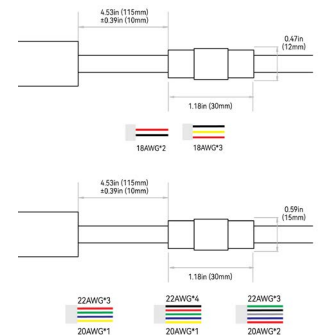 4.53in (115mm)
±0.39in (10mm)
0.47in
(12mm)
1.18in (30mm)
18AWG*2
18AWG*3
4.53in (115mm)
±0.39in (10mm)
0.59in
(15mm)
1.18in (30mm)
22AWG*3
22AWG*4
22AWG*3
20AWG*1
20AWG*1
20AWG*2